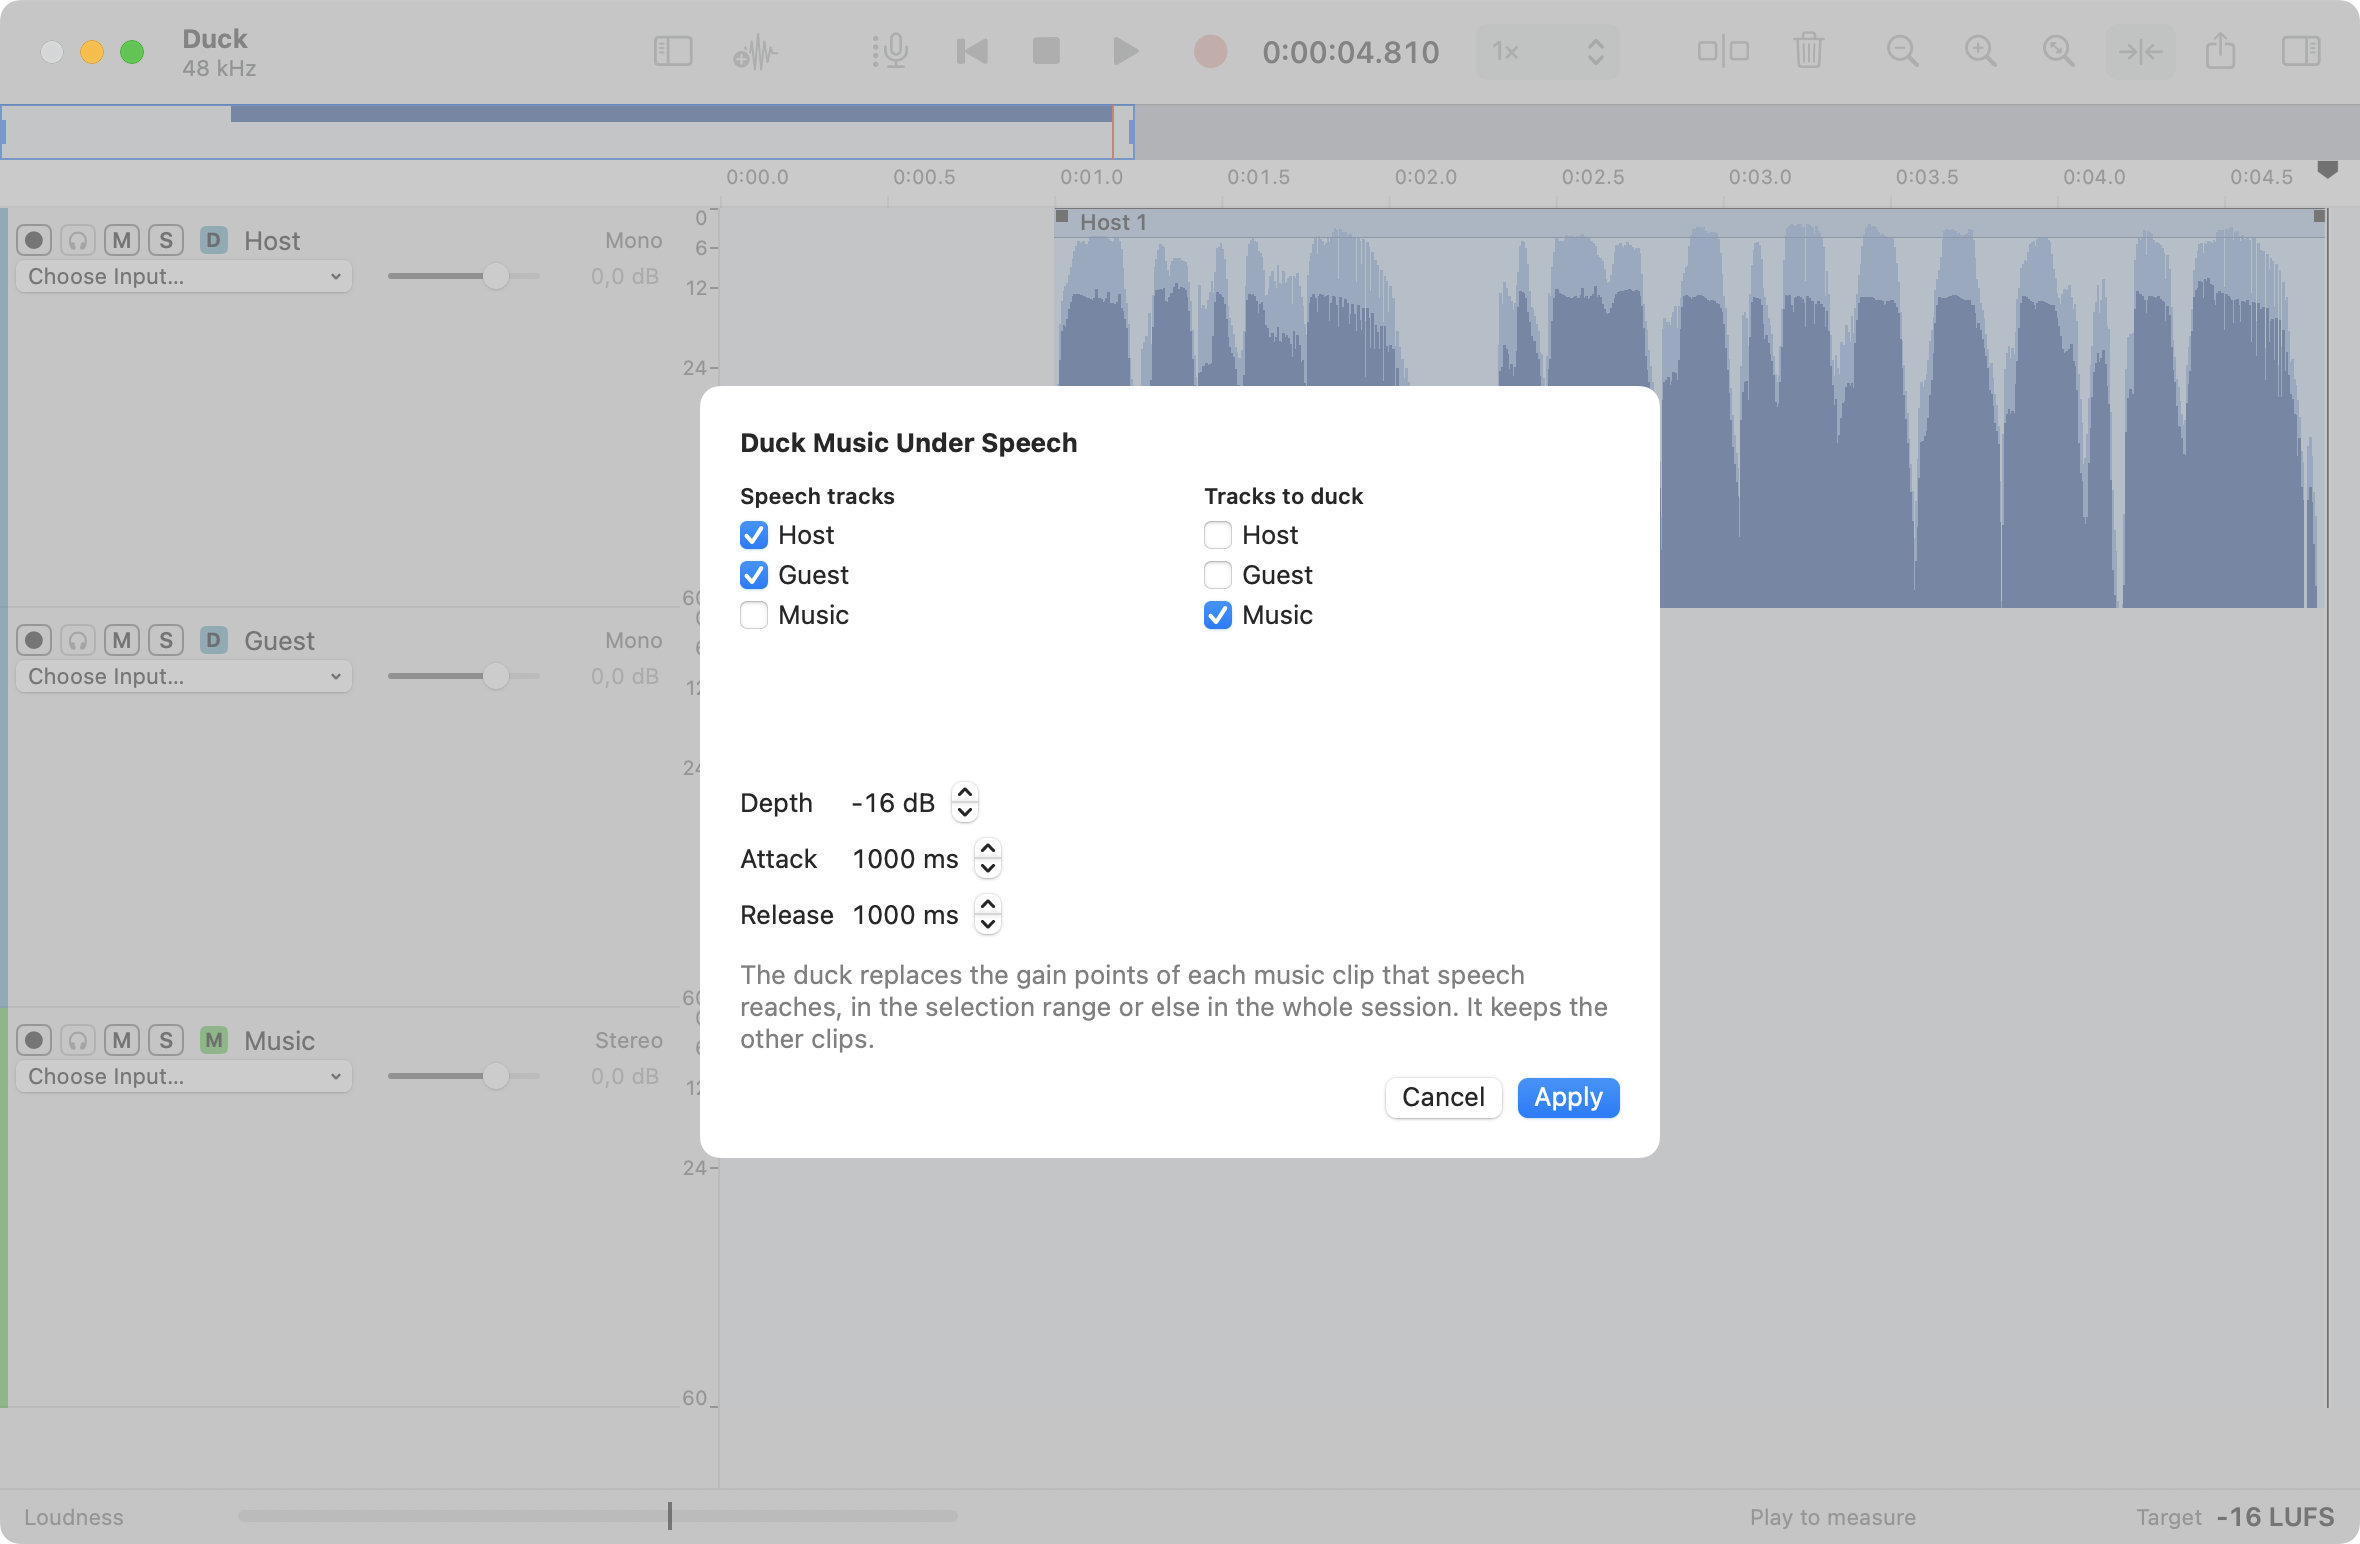 Duck
48 kHz
0:00:04.810
1×
0:00.0 0:00.5 0:01.0 0:01.5 0:02.0 0:02.5 0:03.0 0:03.5 0:04.0 0:04.5
M S D Host Mono
Choose Input... 0,0 dB
0
6
12
24
Host 1
M S D Guest Mono
Choose Input... 0,0 dB
M S M Music Stereo
Choose Input... 0,0 dB
24
60
Duck Music Under Speech
Speech tracks
Host
Guest
Music
Tracks to duck
Host
Guest
Music
Depth -16 dB
Attack 1000 ms
Release 1000 ms
The duck replaces the gain points of each music clip that speech
reaches, in the selection range or else in the whole session. It keeps the
other clips.
Cancel Apply
Loudness Play to measure Target -16 LUFS